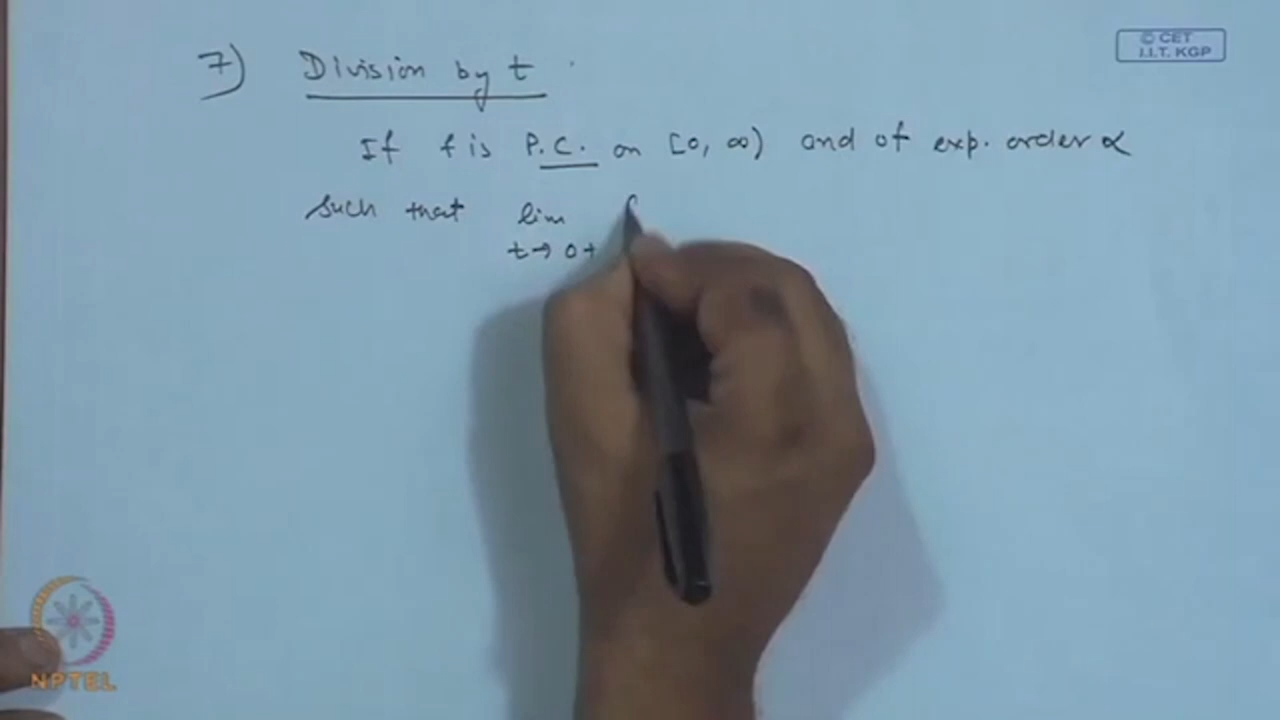 © CET
I.I.T. KGP
7) Division by t
If f is P.C. on [0, ∞) and of exp. order α
such that lim
t→0+
NPTEL